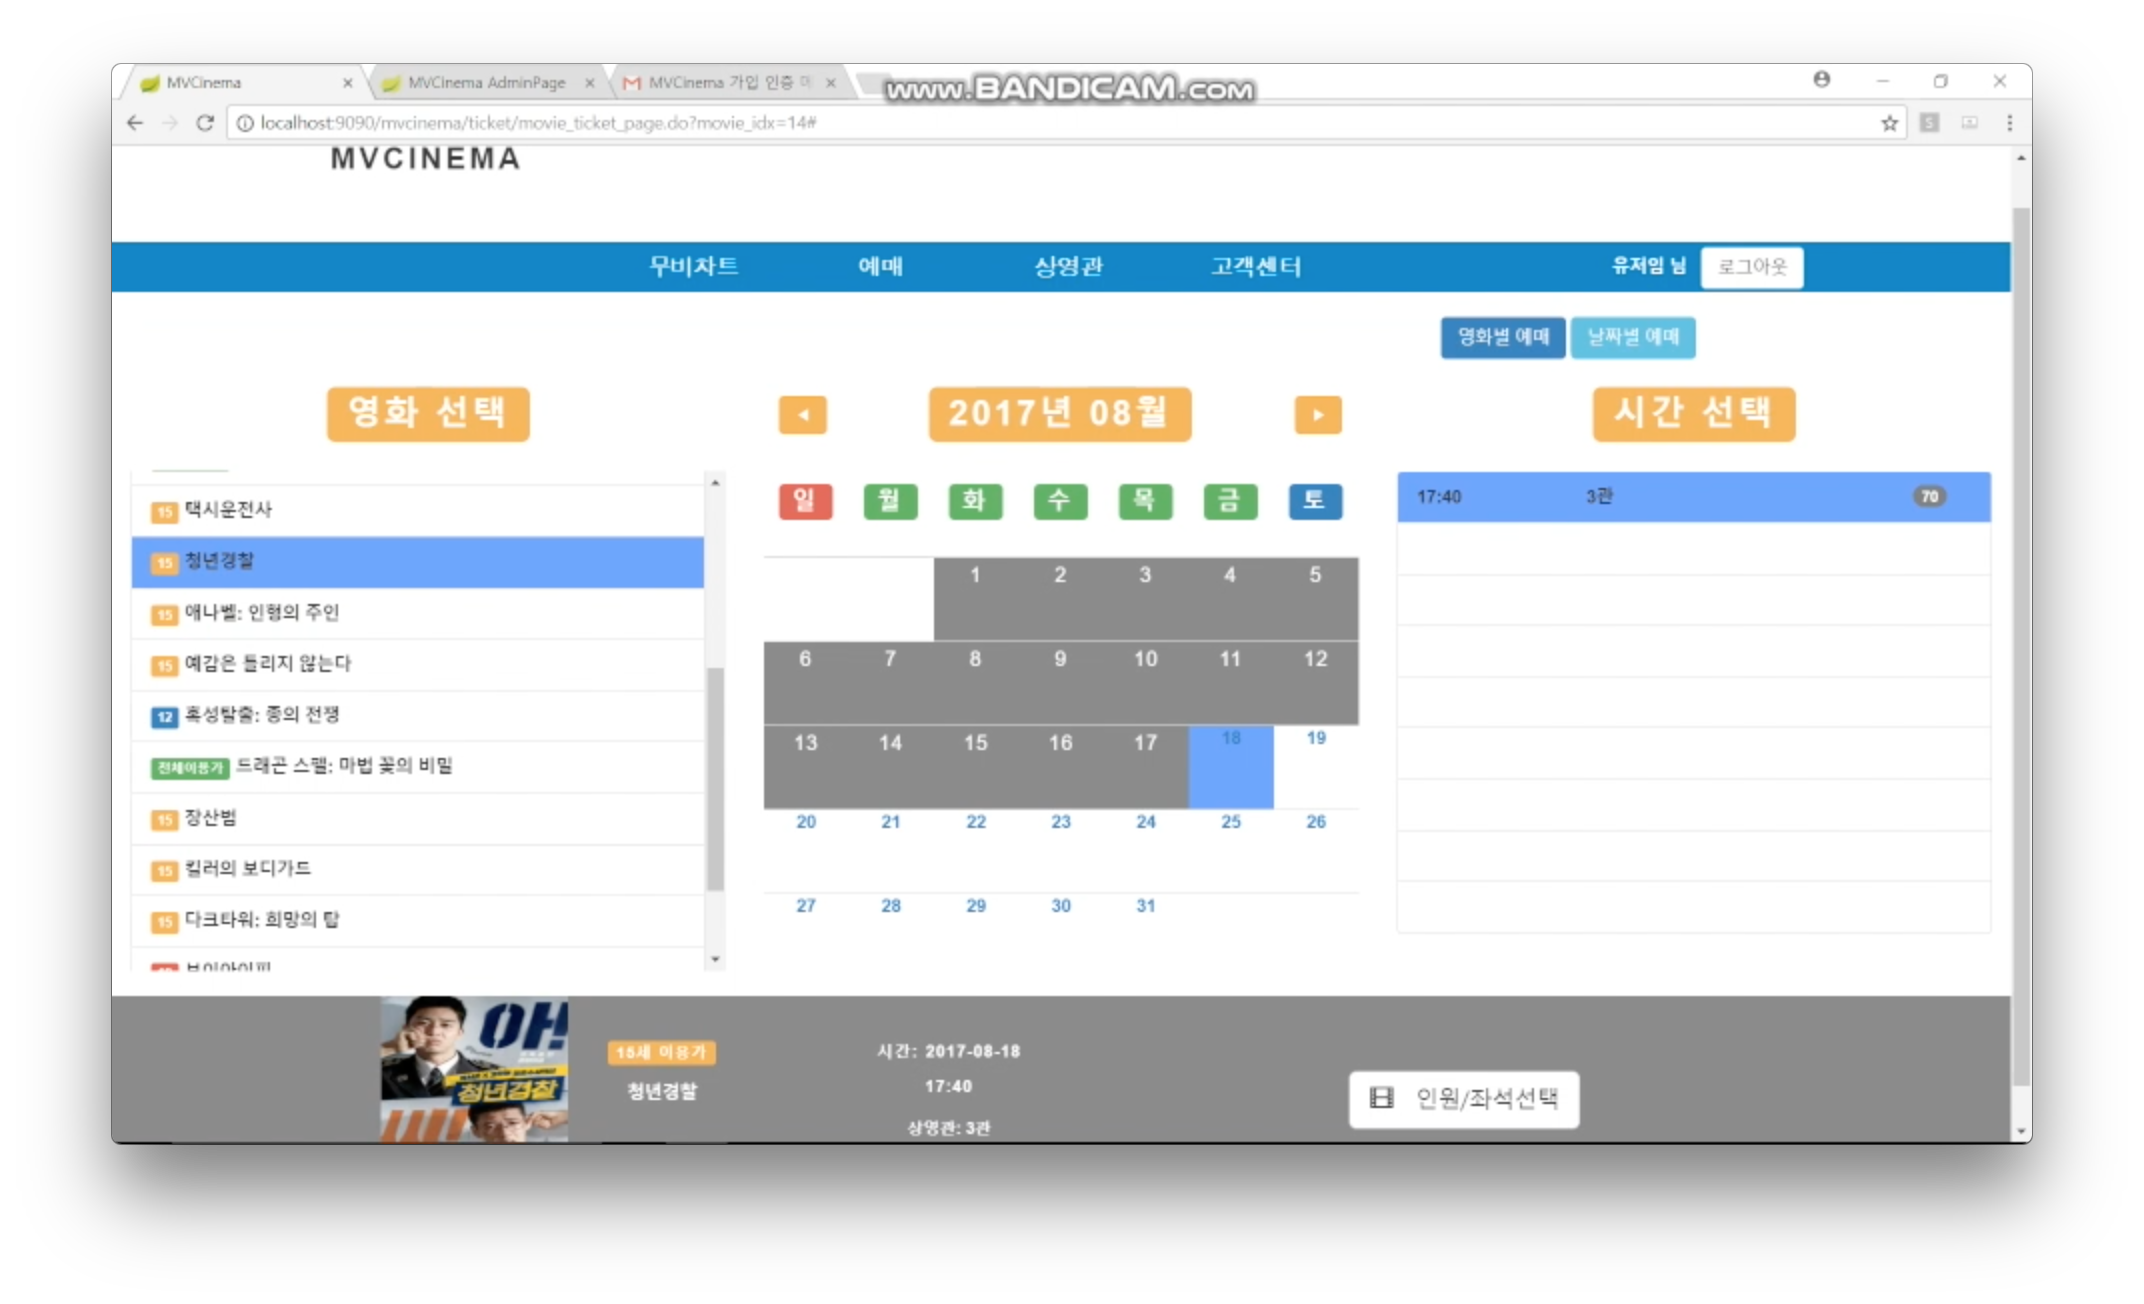 MVCinema
MVCinema AdminPage
MVCinema 가입 인증 메
www.BANDICAM.com
localhost:9090/mvcinema/ticket/movie_ticket_page.do?movie_idx=14#
MVCINEMA
무비차트 예매 상영관 고객센터 유저임 님 로그아웃
영화별 예매 날짜별 예매
영화 선택
15 택시운전사
15 청년경찰
15 애나벨: 인형의 주인
15 예감은 틀리지 않는다
12 혹성탈출: 종의 전쟁
전체이용가 드래곤 스펠: 마법 꽃의 비밀
15 장산범
15 킬러의 보디가드
15 다크타워: 희망의 탑
브이아이피
◀ 2017년 08월 ▶
일 월 화 수 목 금 토
1 2 3 4 5
6 7 8 9 10 11 12
13 14 15 16 17 18 19
20 21 22 23 24 25 26
27 28 29 30 31
시간 선택
17:40 3관 70
OH!
청년경찰
15세 이용가
청년경찰
시간: 2017-08-18
17:40
상영관: 3관
인원/좌석선택